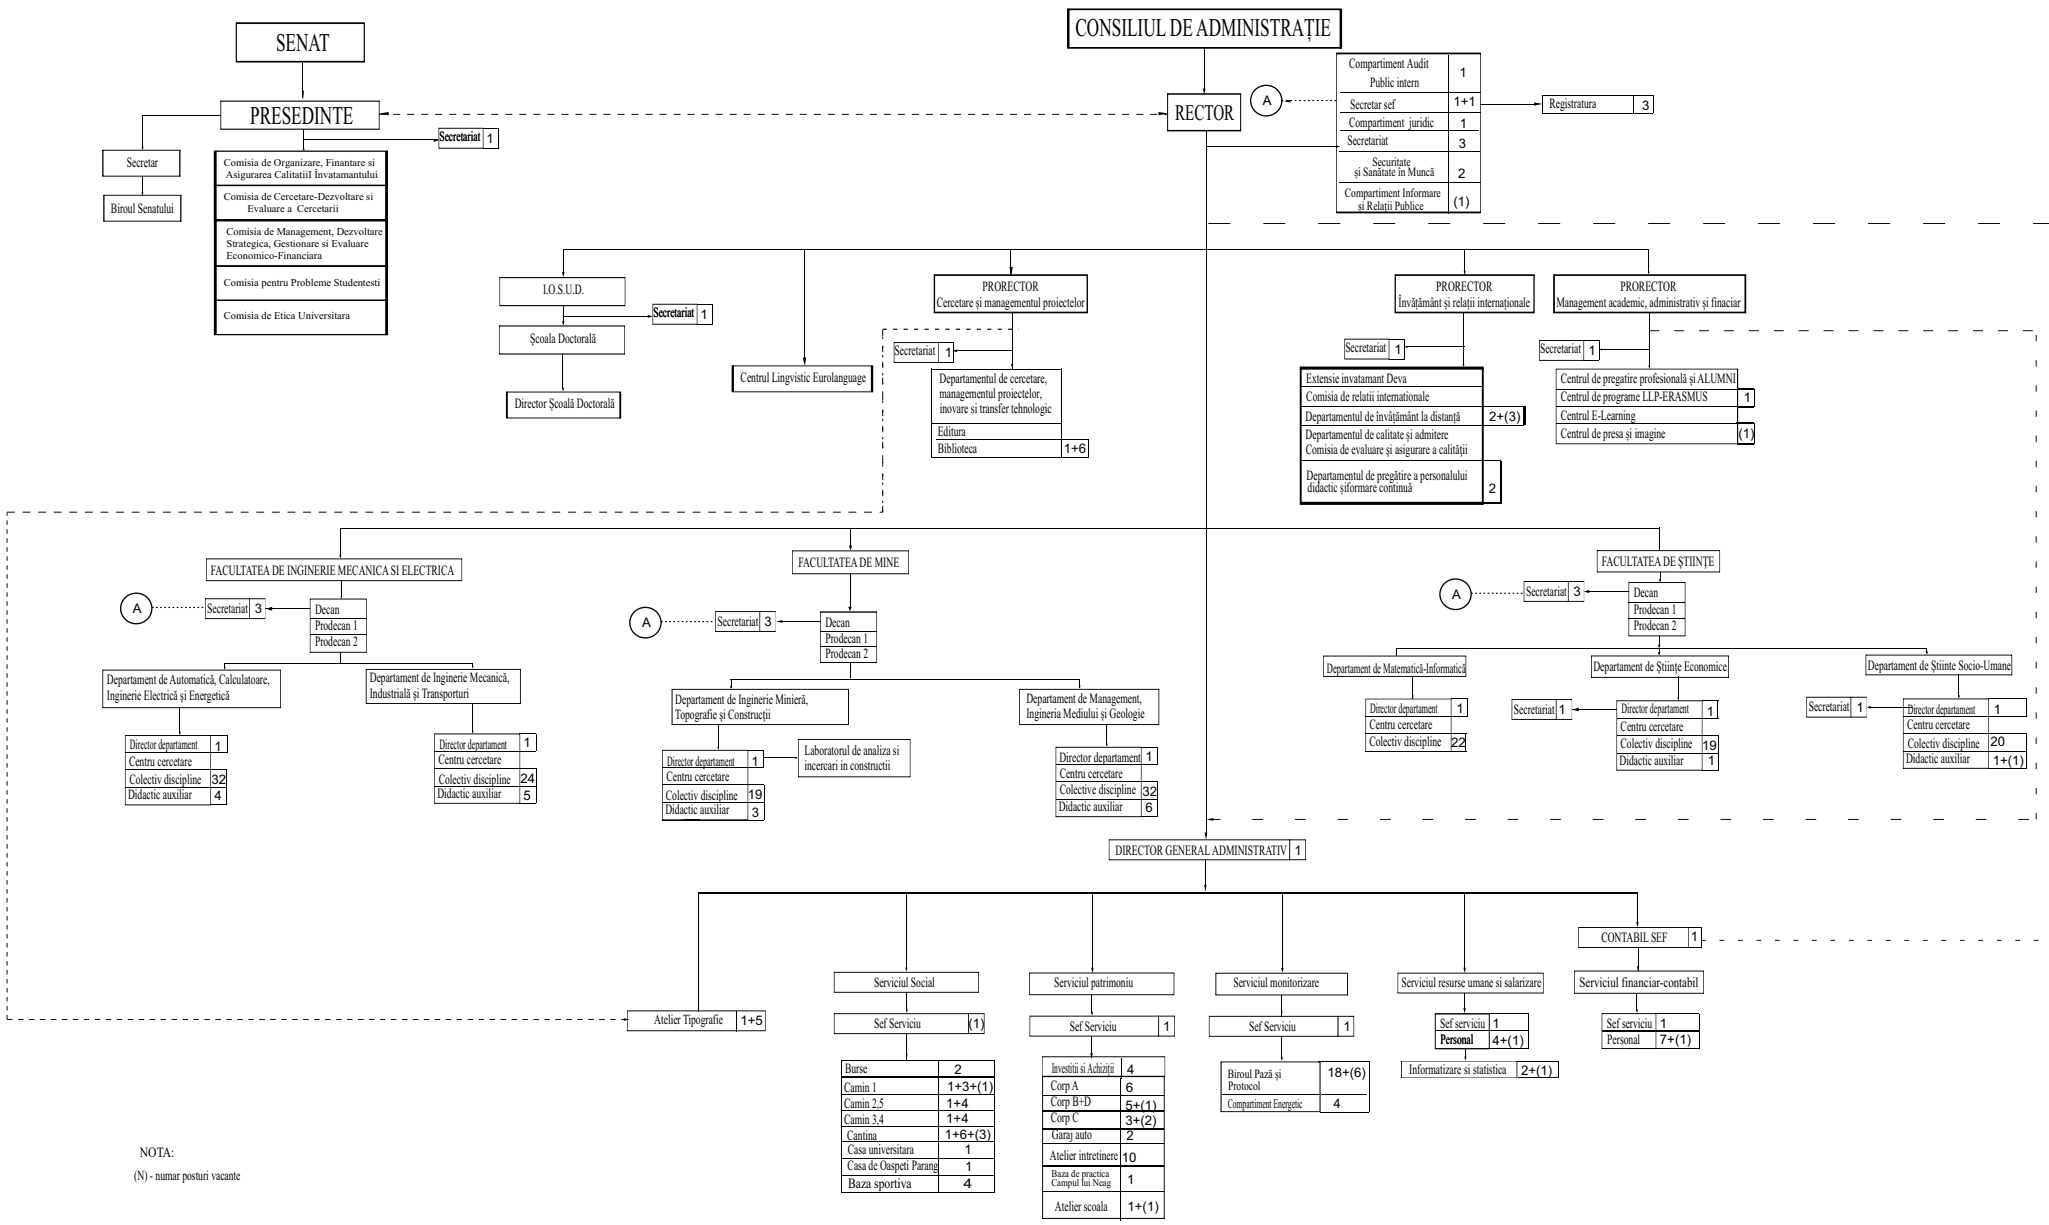 SENAT
PRESEDINTE
Secretariat 1
Secretar
Biroul Senatului
Comisia de Organizare, Finantare si
Asigurarea CalitatiiI Învatamantului
Comisia de Cercetare-Dezvoltare si
Evaluare a Cercetarii
Comisia de Management, Dezvoltare
Strategica, Gestionare si Evaluare
Economico-Financiara
Comisia pentru Probleme Studentesti
Comisia de Etica Universitara
CONSILIUL DE ADMINISTRAȚIE
RECTOR
A
Compartiment Audit
Public intern 1
Secretar sef 1+1
Compartiment juridic 1
Secretariat 3
Securitate
și Sanătate în Muncă 2
Compartiment Informare
și Relații Publice (1)
Registratura 3
I.O.S.U.D.
Secretariat 1
Școala Doctorală
Director Școală Doctorală
Centrul Lingvistic Eurolanguage
PRORECTOR
Cercetare și managementul proiectelor
Secretariat 1
Departamentul de cercetare,
managementul proiectelor,
inovare si transfer tehnologic
Editura
Biblioteca 1+6
PRORECTOR
Învățământ și relații internaționale
Secretariat 1
Extensie invatamant Deva
Comisia de relatii internationale
Departamentul de învățământ la distanță 2+(3)
Departamentul de calitate și admitere
Comisia de evaluare și asigurare a calității
Departamentul de pregătire a personalului
didactic șiformare continuă 2
PRORECTOR
Management academic, administrativ și finaciar
Secretariat 1
Centrul de pregatire profesională și ALUMNI
Centrul de programe LLP-ERASMUS 1
Centrul E-Learning
Centrul de presa și imagine (1)
FACULTATEA DE INGINERIE MECANICA SI ELECTRICA
A
Secretariat 3
Decan
Prodecan 1
Prodecan 2
Departament de Automatică, Calculatoare,
Inginerie Electrică și Energetică
Director departament 1
Centru cercetare
Colectiv discipline 32
Didactic auxiliar 4
Departament de Inginerie Mecanică,
Industrială și Transporturi
Director departament 1
Centru cercetare
Colectiv discipline 24
Didactic auxiliar 5
FACULTATEA DE MINE
A
Secretariat 3
Decan
Prodecan 1
Prodecan 2
Departament de Inginerie Minieră,
Topografie și Construcții
Director departament 1
Centru cercetare
Colectiv discipline 19
Didactic auxiliar 3
Laboratorul de analiza si
incercari in constructii
Departament de Management,
Ingineria Mediului și Geologie
Director departament 1
Centru cercetare
Colective discipline 32
Didactic auxiliar 6
FACULTATEA DE ȘTIINȚE
A
Secretariat 3
Decan
Prodecan 1
Prodecan 2
Departament de Matematică-Informatică
Director departament 1
Centru cercetare
Colectiv discipline 22
Departament de Științe Economice
Secretariat 1
Director departament 1
Centru cercetare
Colectiv discipline 19
Didactic auxiliar 1
Departament de Știinte Socio-Umane
Secretariat 1
Director departament 1
Centru cercetare
Colectiv discipline 20
Didactic auxiliar 1+(1)
DIRECTOR GENERAL ADMINISTRATIV 1
Atelier Tipografie 1+5
Serviciul Social
Sef Serviciu (1)
Burse 2
Camin 1 1+3+(1)
Camin 2,5 1+4
Camin 3,4 1+4
Cantina 1+6+(3)
Casa universitara 1
Casa de Oaspeti Parang 1
Baza sportiva 4
Serviciul patrimoniu
Sef Serviciu 1
Investitii si Achiziții 4
Corp A 6
Corp B+D 5+(1)
Corp C 3+(2)
Garaj auto 2
Atelier intretinere 10
Baza de practica
Campul lui Neag 1
Atelier scoala 1+(1)
Serviciul monitorizare
Sef Serviciu 1
Biroul Pază și
Protocol 18+(6)
Compartiment Energetic 4
Serviciul resurse umane si salarizare
Sef serviciu 1
Personal 4+(1)
Informatizare si statistica 2+(1)
CONTABIL SEF 1
Serviciul financiar-contabil
Sef serviciu 1
Personal 7+(1)
NOTA:
(N) - numar posturi vacante